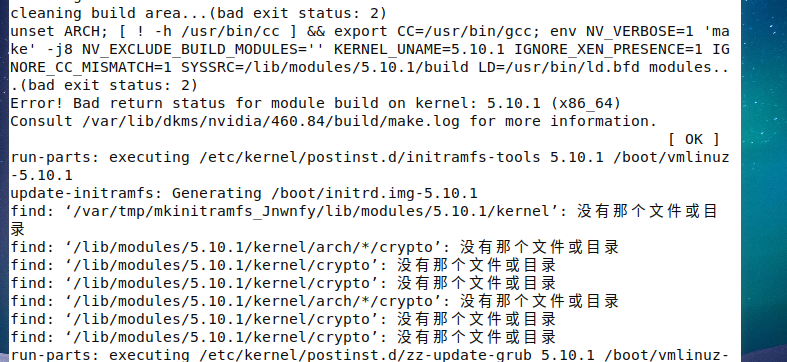 cleaning build area...(bad exit status: 2)
unset ARCH; [ ! -h /usr/bin/cc ] && export CC=/usr/bin/gcc; env NV_VERBOSE=1 'ma
ke' -j8 NV_EXCLUDE_BUILD_MODULES='' KERNEL_UNAME=5.10.1 IGNORE_XEN_PRESENCE=1 IG
NORE_CC_MISMATCH=1 SYSSRC=/lib/modules/5.10.1/build LD=/usr/bin/ld.bfd modules..
.(bad exit status: 2)
Error! Bad return status for module build on kernel: 5.10.1 (x86_64)
Consult /var/lib/dkms/nvidia/460.84/build/make.log for more information.
[ OK ]
run-parts: executing /etc/kernel/postinst.d/initramfs-tools 5.10.1 /boot/vmlinuz
-5.10.1
update-initramfs: Generating /boot/initrd.img-5.10.1
find: ‘/var/tmp/mkinitramfs_Jnwnfy/lib/modules/5.10.1/kernel’: 没有那个文件或目
录
find: ‘/lib/modules/5.10.1/kernel/arch/*/crypto’: 没有那个文件或目录
find: ‘/lib/modules/5.10.1/kernel/crypto’: 没有那个文件或目录
find: ‘/lib/modules/5.10.1/kernel/crypto’: 没有那个文件或目录
find: ‘/lib/modules/5.10.1/kernel/arch/*/crypto’: 没有那个文件或目录
find: ‘/lib/modules/5.10.1/kernel/crypto’: 没有那个文件或目录
find: ‘/lib/modules/5.10.1/kernel/crypto’: 没有那个文件或目录
run-parts: executing /etc/kernel/postinst.d/zz-update-grub 5.10.1 /boot/vmlinuz-